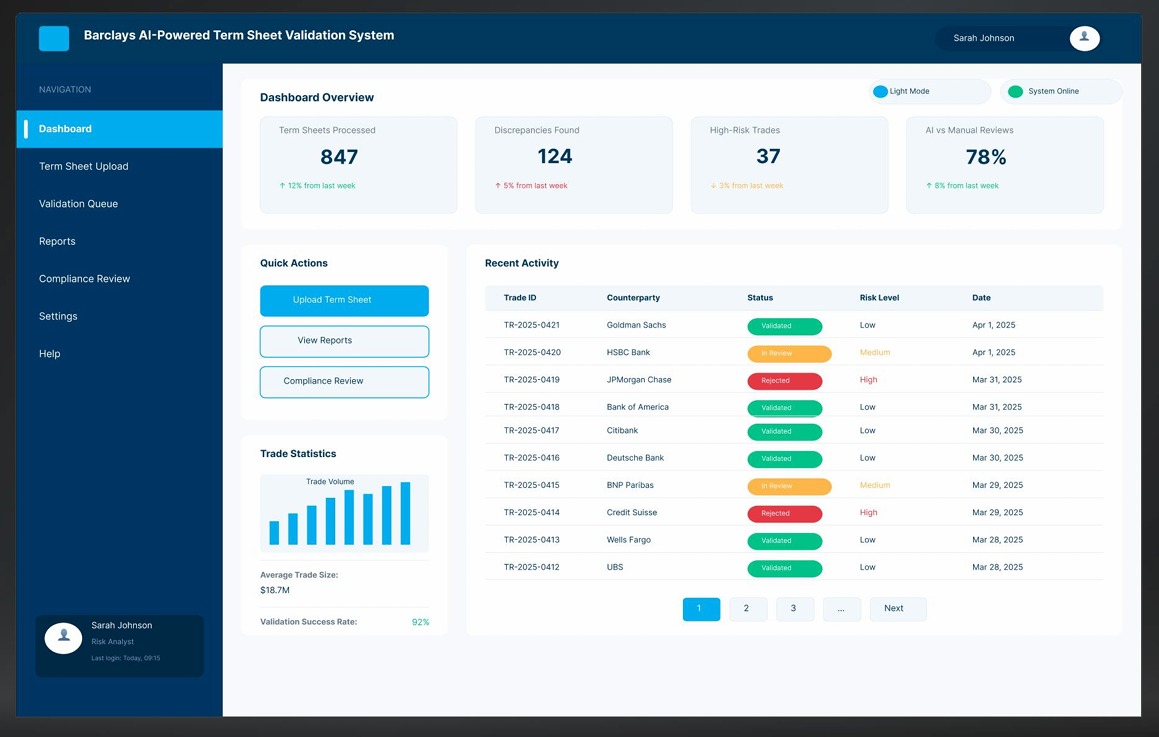 Barclays AI-Powered Term Sheet Validation System
Sarah Johnson
NAVIGATION
Dashboard
Term Sheet Upload
Validation Queue
Reports
Compliance Review
Settings
Help
Sarah Johnson
Risk Analyst
Last login: Today, 09:15
Dashboard Overview
Light Mode
System Online
Term Sheets Processed
847
↑ 12% from last week
Discrepancies Found
124
↑ 5% from last week
High-Risk Trades
37
↓ 3% from last week
AI vs Manual Reviews
78%
↑ 8% from last week
Quick Actions
Upload Term Sheet
View Reports
Compliance Review
Trade Statistics
Trade Volume
Average Trade Size:
$18.7M
Validation Success Rate: 92%
Recent Activity
Trade ID Counterparty Status Risk Level Date
TR-2025-0421 Goldman Sachs Validated Low Apr 1, 2025
TR-2025-0420 HSBC Bank In Review Medium Apr 1, 2025
TR-2025-0419 JPMorgan Chase Rejected High Mar 31, 2025
TR-2025-0418 Bank of America Validated Low Mar 31, 2025
TR-2025-0417 Citibank Validated Low Mar 30, 2025
TR-2025-0416 Deutsche Bank Validated Low Mar 30, 2025
TR-2025-0415 BNP Paribas In Review Medium Mar 29, 2025
TR-2025-0414 Credit Suisse Rejected High Mar 29, 2025
TR-2025-0413 Wells Fargo Validated Low Mar 28, 2025
TR-2025-0412 UBS Validated Low Mar 28, 2025
1 2 3 ... Next